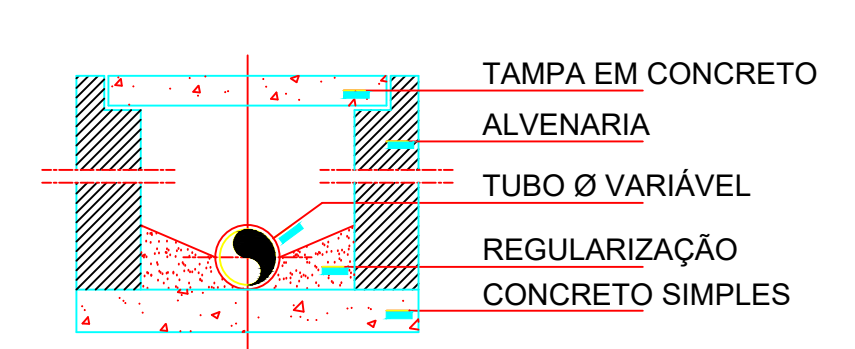 TAMPA EM CONCRETO
ALVENARIA
TUBO Ø VARIÁVEL
REGULARIZAÇÃO
CONCRETO SIMPLES